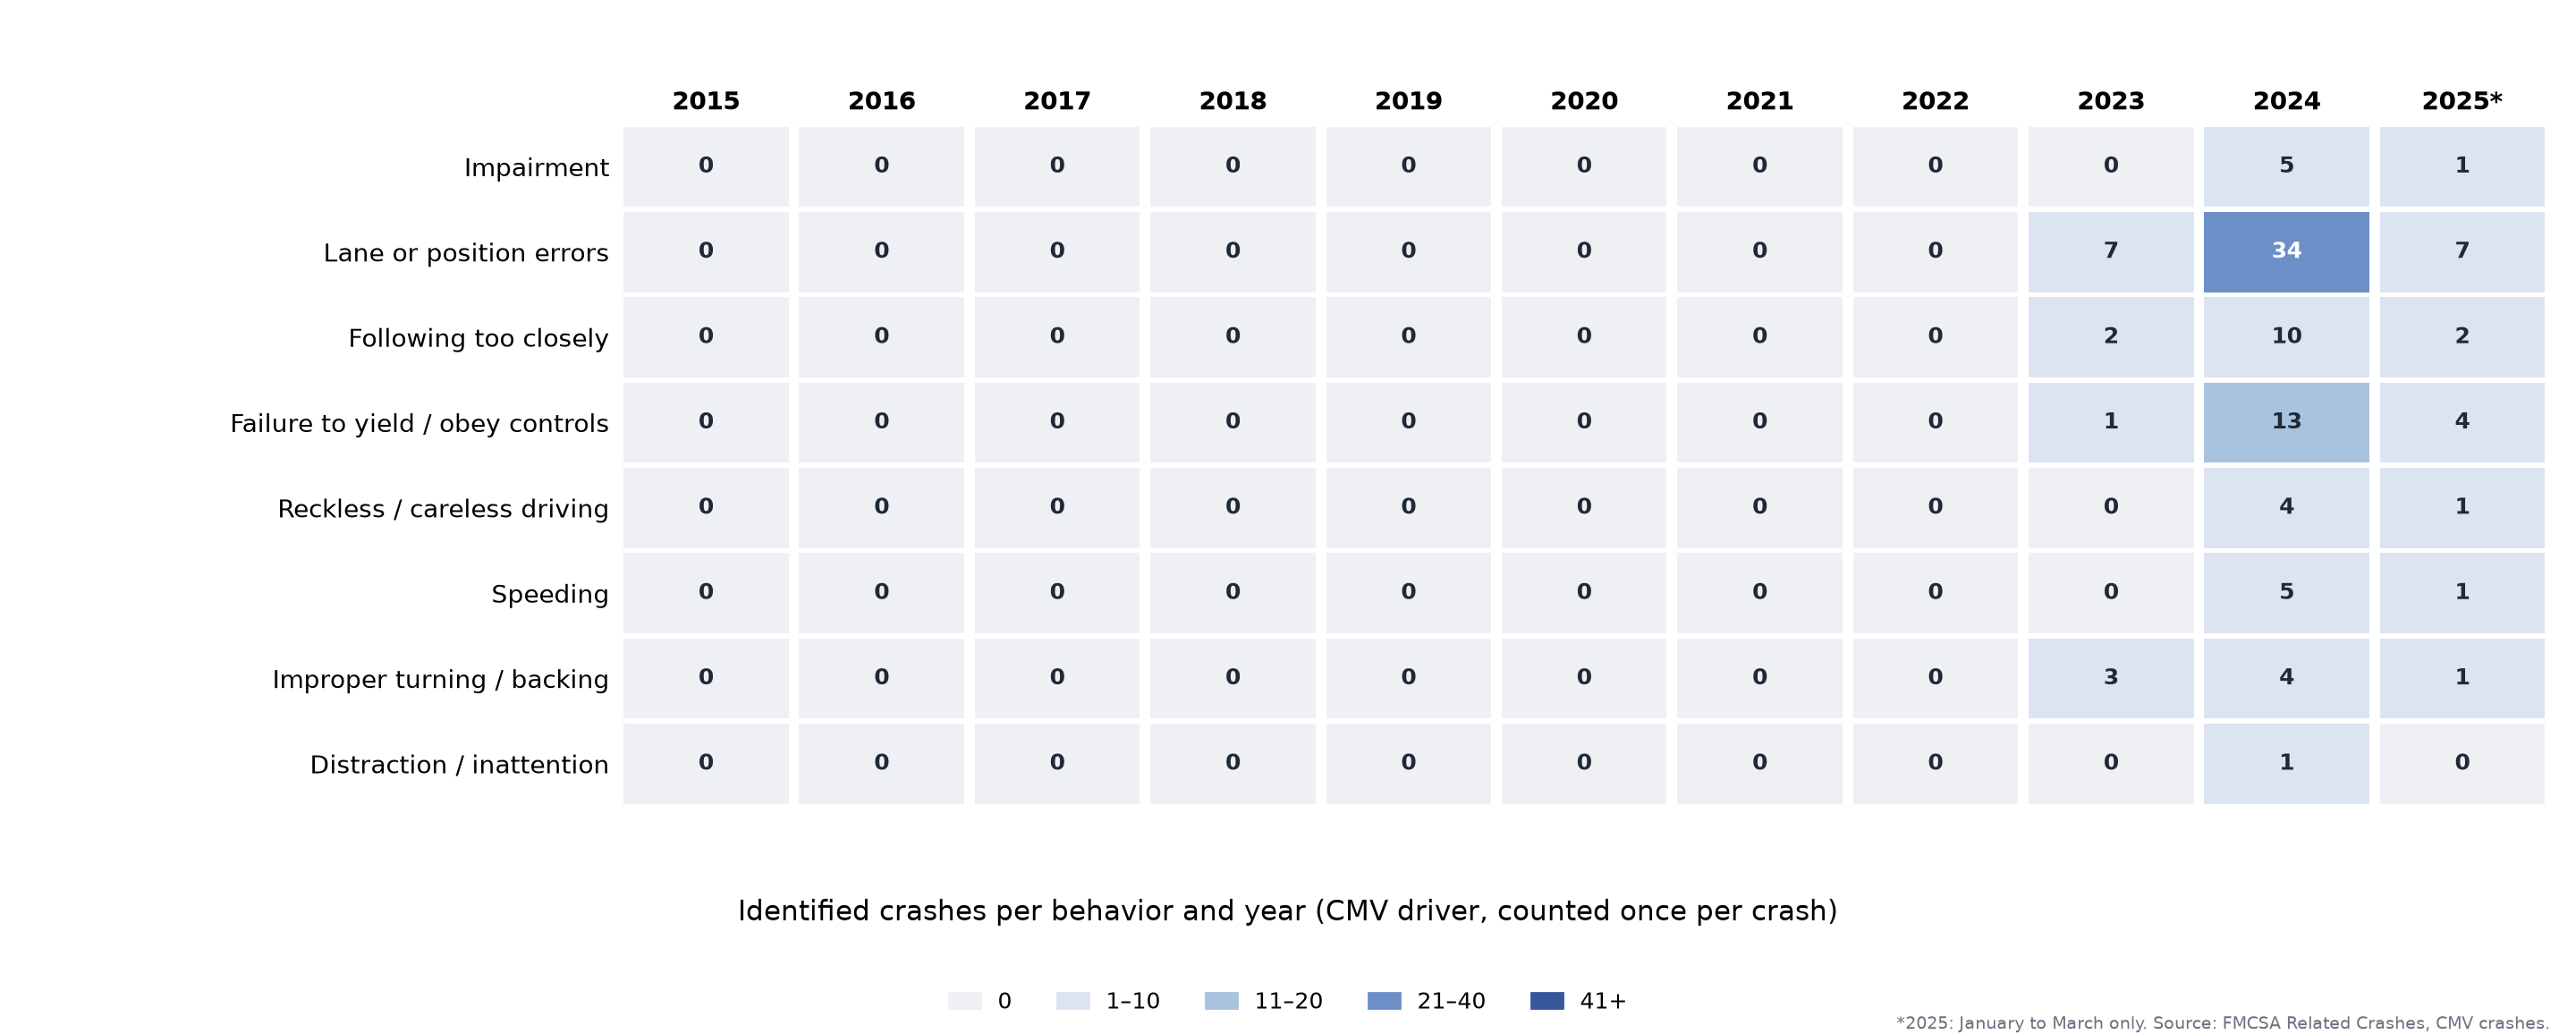 2015 2016 2017 2018 2019 2020 2021 2022 2023 2024 2025*
Impairment 0 0 0 0 0 0 0 0 0 5 1
Lane or position errors 0 0 0 0 0 0 0 0 7 34 7
Following too closely 0 0 0 0 0 0 0 0 2 10 2
Failure to yield / obey controls 0 0 0 0 0 0 0 0 1 13 4
Reckless / careless driving 0 0 0 0 0 0 0 0 0 4 1
Speeding 0 0 0 0 0 0 0 0 0 5 1
Improper turning / backing 0 0 0 0 0 0 0 0 3 4 1
Distraction / inattention 0 0 0 0 0 0 0 0 0 1 0
Identified crashes per behavior and year (CMV driver, counted once per crash)
0 1–10 11–20 21–40 41+
*2025: January to March only. Source: FMCSA Related Crashes, CMV crashes.